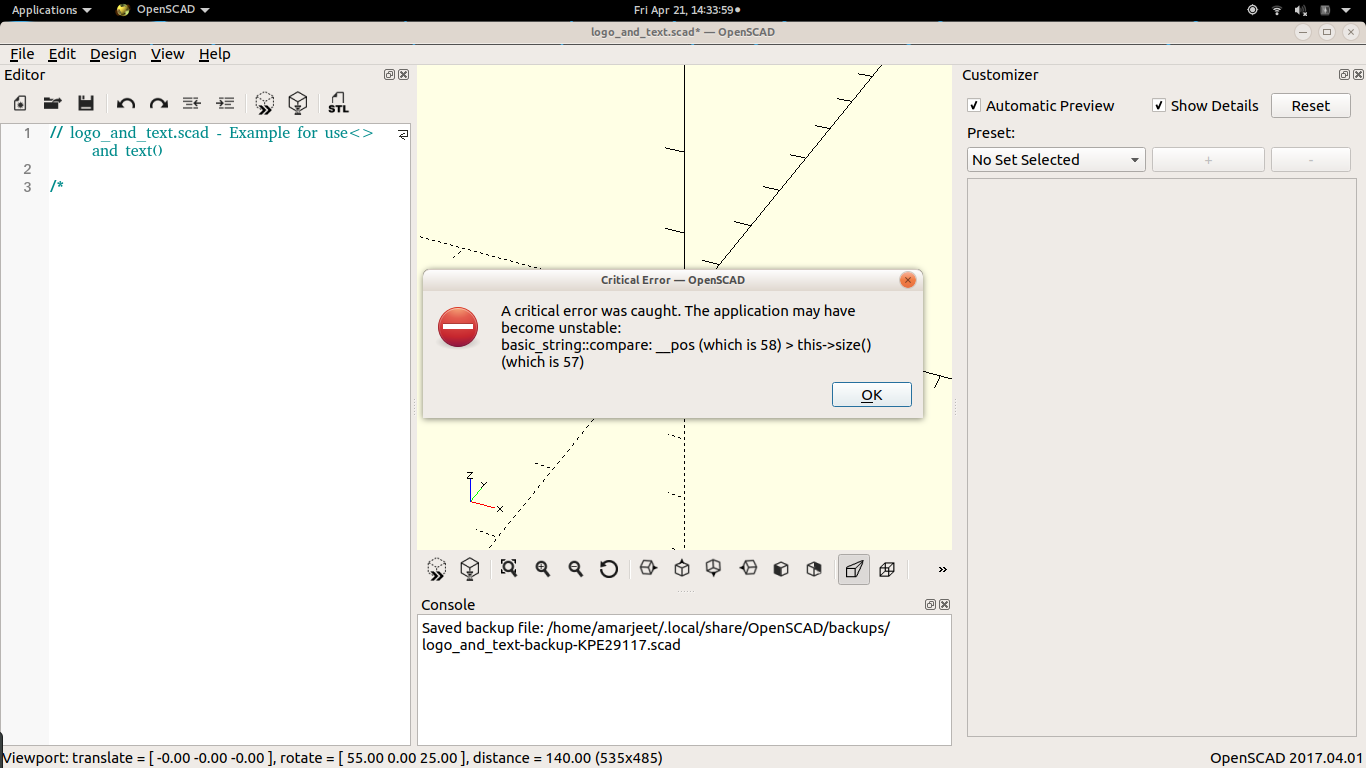 Applications OpenSCAD Fri Apr 21, 14:33:59
logo_and_text.scad* — OpenSCAD
File Edit Design View Help
Editor
STL
1 // logo_and_text.scad - Example for use<>
and text()
2
3 /*
Z
Y
X
Critical Error — OpenSCAD
A critical error was caught. The application may have
become unstable:
basic_string::compare: __pos (which is 58) > this->size()
(which is 57)
OK
»
Console
Saved backup file: /home/amarjeet/.local/share/OpenSCAD/backups/
logo_and_text-backup-KPE29117.scad
Customizer
Automatic Preview Show Details Reset
Preset:
No Set Selected + -
Viewport: translate = [ -0.00 -0.00 -0.00 ], rotate = [ 55.00 0.00 25.00 ], distance = 140.00 (535x485) OpenSCAD 2017.04.01